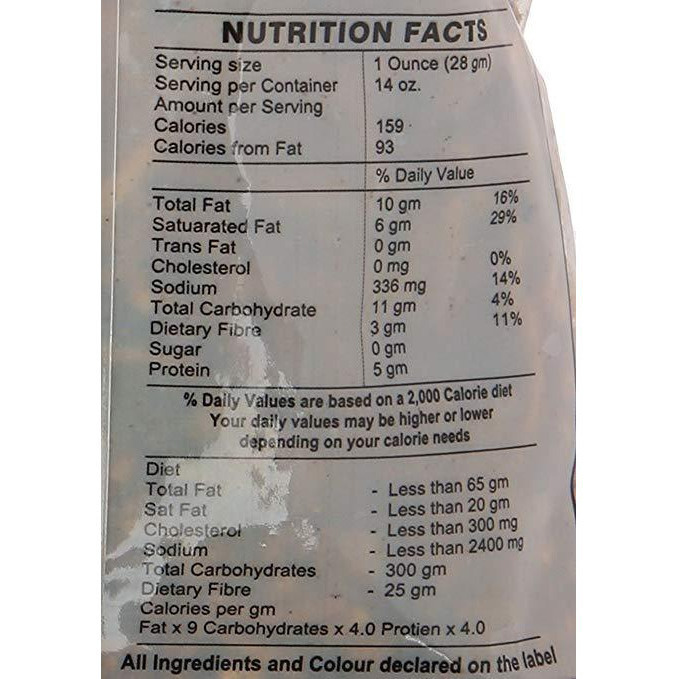 NUTRITION FACTS
Serving size 1 Ounce (28 gm)
Serving per Container 14 oz.
Amount per Serving
Calories 159
Calories from Fat 93
% Daily Value
Total Fat 10 gm 16%
Satuarated Fat 6 gm 29%
Trans Fat 0 gm
Cholesterol 0 mg 0%
Sodium 336 mg 14%
Total Carbohydrate 11 gm 4%
Dietary Fibre 3 gm 11%
Sugar 0 gm
Protein 5 gm
% Daily Values are based on a 2,000 Calorie diet
Your daily values may be higher or lower
depending on your calorie needs
Diet
Total Fat - Less than 65 gm
Sat Fat - Less than 20 gm
Cholesterol - Less than 300 mg
Sodium - Less than 2400 mg
Total Carbohydrates - 300 gm
Dietary Fibre - 25 gm
Calories per gm
Fat x 9 Carbohydrates x 4.0 Protien x 4.0
All Ingredients and Colour declared on the label